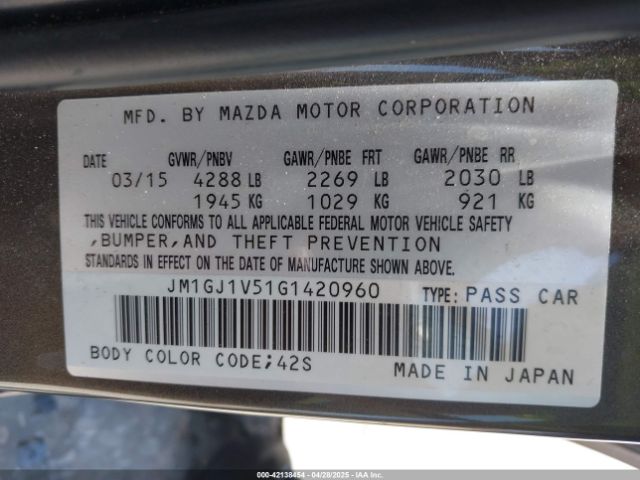 MFD. BY MAZDA MOTOR CORPORATION
DATE GVWR/PNBV GAWR/PNBE FRT GAWR/PNBE RR
03/15 4288 LB 2269 LB 2030 LB
1945 KG 1029 KG 921 KG
THIS VEHICLE CONFORMS TO ALL APPLICABLE FEDERAL MOTOR VEHICLE SAFETY
,BUMPER,AND THEFT PREVENTION
STANDARDS IN EFFECT ON THE DATE OF MANUFACTURE SHOWN ABOVE.
JM1GJ1V51G1420960 TYPE: PASS CAR
BODY COLOR CODE;42S
MADE IN JAPAN
000-42138454 - 04/28/2025 - IAA Inc.